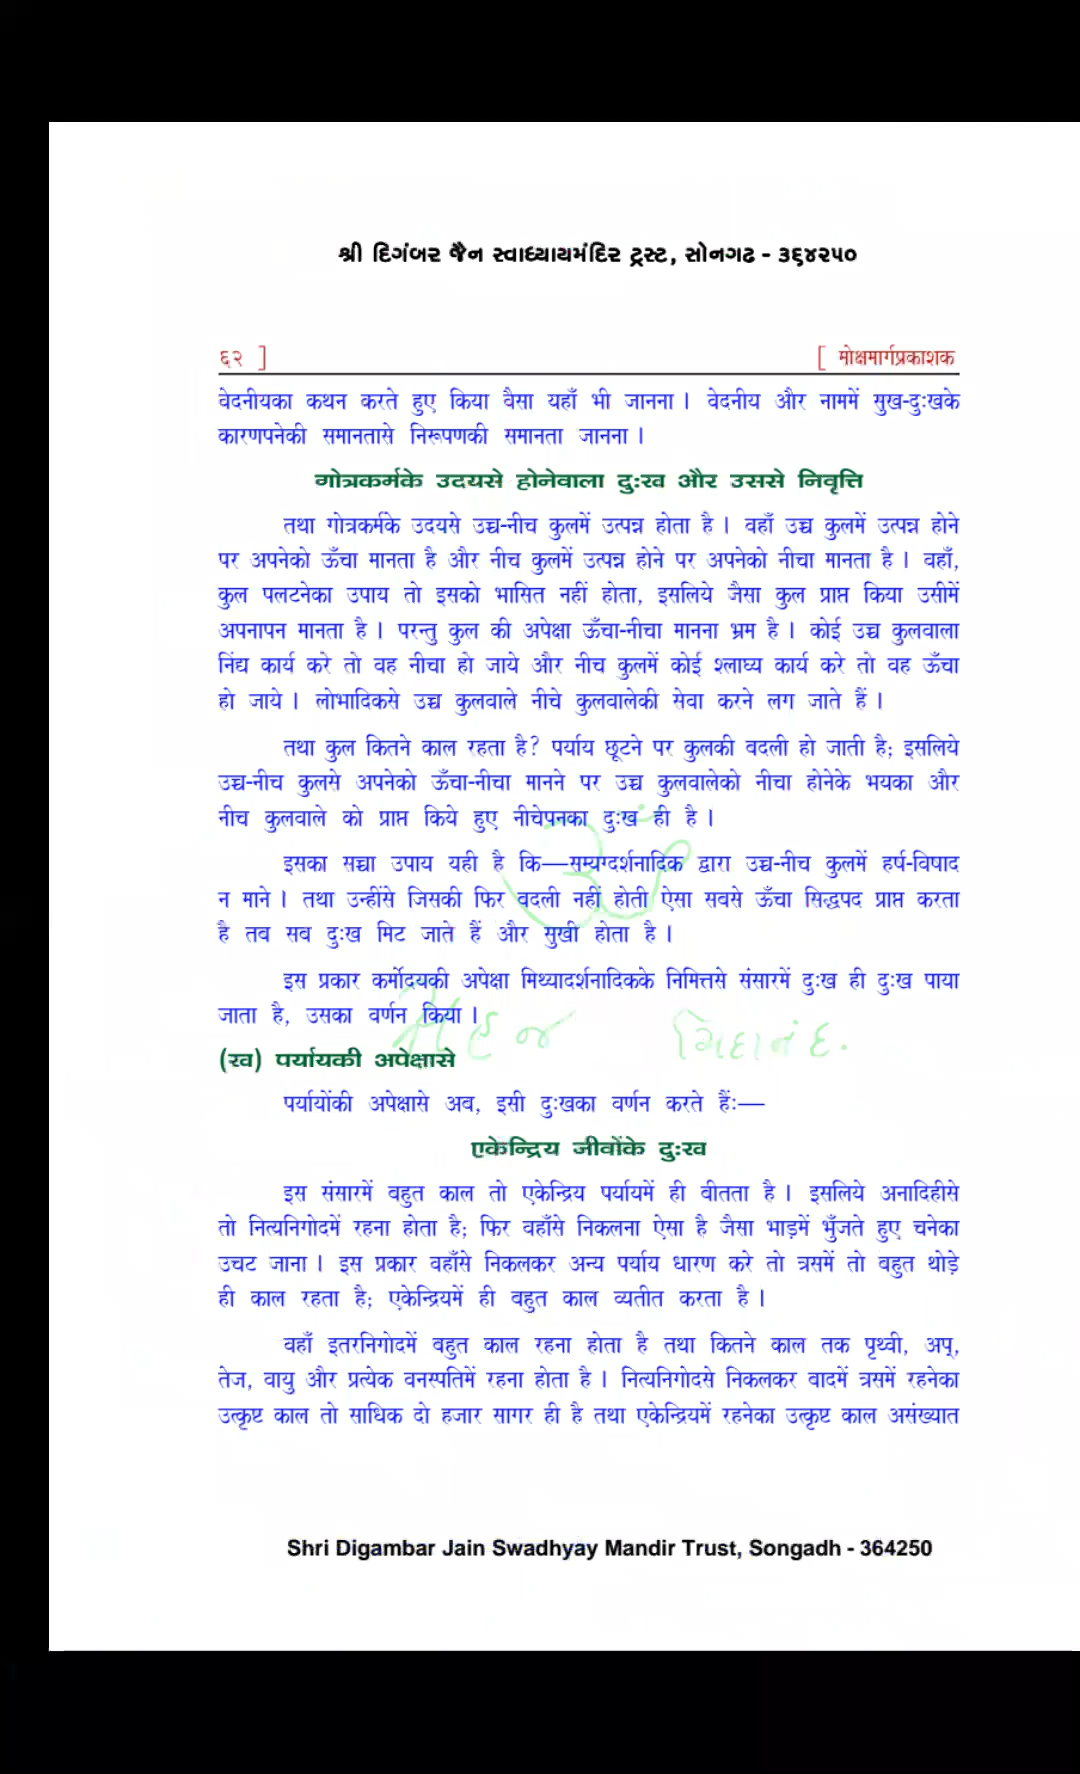 શ્રી દિગંબર જૈન સ્વાધ્યાયમંદિર ટ્રસ્ટ, સોનગઢ - ૩૬૪૨૫૦
६२ ]
[ मोक्षमार्गप्रकाशक
वेदनीयका कथन करते हुए किया वैसा यहाँ भी जानना। वेदनीय और नाममें सुख-दुःखके
कारणपनेकी समानतासे निरूपणकी समानता जानना।
गोत्रकर्मके उदयसे होनेवाला दुःख और उससे निवृत्ति
तथा गोत्रकर्मके उदयसे उच्च-नीच कुलमें उत्पन्न होता है। वहाँ उच्च कुलमें उत्पन्न होने
पर अपनेको ऊँचा मानता है और नीच कुलमें उत्पन्न होने पर अपनेको नीचा मानता है। वहाँ,
कुल पलटनेका उपाय तो इसको भासित नहीं होता, इसलिये जैसा कुल प्राप्त किया उसीमें
अपनापन मानता है। परन्तु कुल की अपेक्षा ऊँचा-नीचा मानना भ्रम है। कोई उच्च कुलवाला
निंद्य कार्य करे तो वह नीचा हो जाये और नीच कुलमें कोई श्लाघ्य कार्य करे तो वह ऊँचा
हो जाये। लोभादिकसे उच्च कुलवाले नीचे कुलवालेकी सेवा करने लग जाते हैं।
तथा कुल कितने काल रहता है? पर्याय छूटने पर कुलकी बदली हो जाती है; इसलिये
उच्च-नीच कुलसे अपनेको ऊँचा-नीचा मानने पर उच्च कुलवालेको नीचा होनेके भयका और
नीच कुलवाले को प्राप्त किये हुए नीचेपनका दुःख ही है।
इसका सच्चा उपाय यही है कि—सम्यग्दर्शनादिक द्वारा उच्च-नीच कुलमें हर्ष-विषाद
न माने। तथा उन्हींसे जिसकी फिर बदली नहीं होती ऐसा सबसे ऊँचा सिद्धपद प्राप्त करता
है तब सब दुःख मिट जाते हैं और सुखी होता है।
इस प्रकार कर्मोदयकी अपेक्षा मिथ्यादर्शनादिकके निमित्तसे संसारमें दुःख ही दुःख पाया
जाता है, उसका वर्णन किया।
(ख) पर्यायकी अपेक्षासे
पर्यायोंकी अपेक्षासे अब, इसी दुःखका वर्णन करते हैंः—
एकेन्द्रिय जीवोंके दुःख
इस संसारमें बहुत काल तो एकेन्द्रिय पर्यायमें ही बीतता है। इसलिये अनादिहीसे
तो नित्यनिगोदमें रहना होता है; फिर वहाँसे निकलना ऐसा है जैसा भाड़में भुँजते हुए चनेका
उचट जाना। इस प्रकार वहाँसे निकलकर अन्य पर्याय धारण करे तो त्रसमें तो बहुत थोड़े
ही काल रहता है; एकेन्द्रियमें ही बहुत काल व्यतीत करता है।
वहाँ इतरनिगोदमें बहुत काल रहना होता है तथा कितने काल तक पृथ्वी, अप्,
तेज, वायु और प्रत्येक वनस्पतिमें रहना होता है। नित्यनिगोदसे निकलकर बादमें त्रसमें रहनेका
उत्कृष्ट काल तो साधिक दो हजार सागर ही है तथा एकेन्द्रियमें रहनेका उत्कृष्ट काल असंख्यात
Shri Digambar Jain Swadhyay Mandir Trust, Songadh - 364250